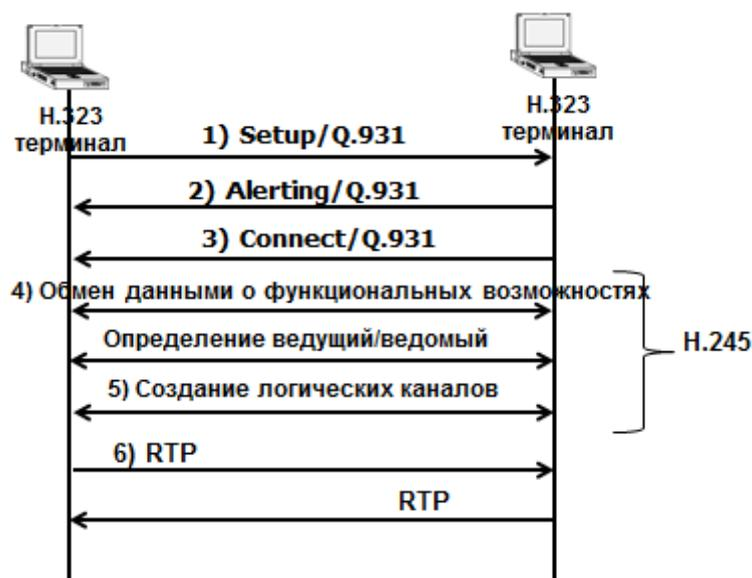 H.323
терминал
H.323
терминал
1) Setup/Q.931
2) Alerting/Q.931
3) Connect/Q.931
4) Обмен данными о функциональных возможностях
Определение ведущий/ведомый
H.245
5) Создание логических каналов
6) RTP
RTP